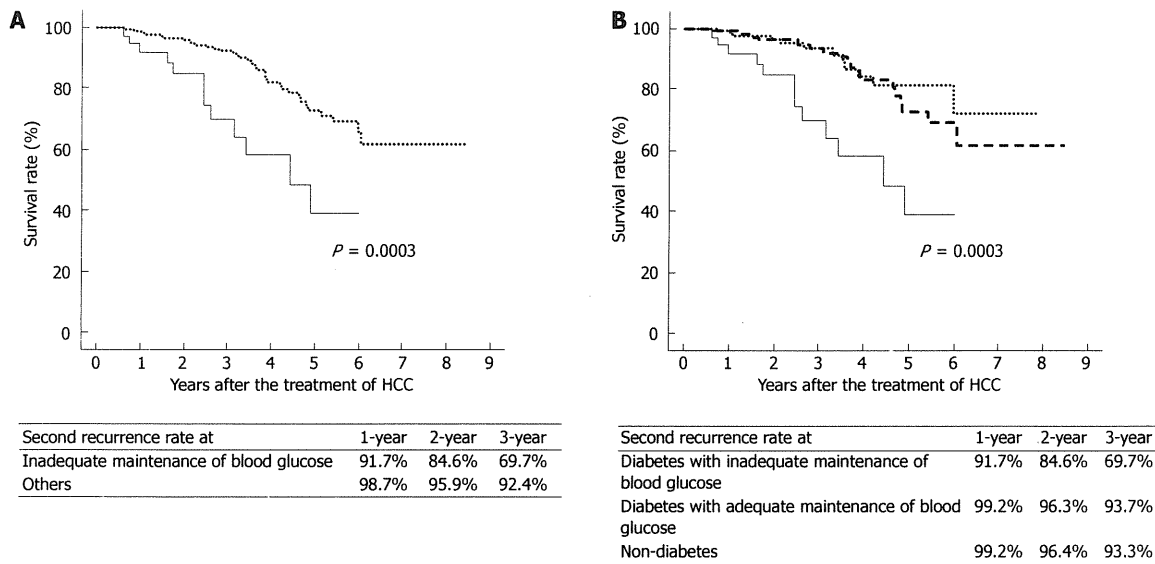 A
100
80
60
40
20
0
Survival rate (%)
P = 0.0003
0 1 2 3 4 5 6 7 8 9
Years after the treatment of HCC
Second recurrence rate at 1-year 2-year 3-year
Inadequate maintenance of blood glucose 91.7% 84.6% 69.7%
Others 98.7% 95.9% 92.4%
B
100
80
60
40
20
0
Survival rate (%)
P = 0.0003
0 1 2 3 4 5 6 7 8 9
Years after the treatment of HCC
Second recurrence rate at 1-year 2-year 3-year
Diabetes with inadequate maintenance of 91.7% 84.6% 69.7%
blood glucose
Diabetes with adequate maintenance of blood 99.2% 96.3% 93.7%
glucose
Non-diabetes 99.2% 96.4% 93.3%